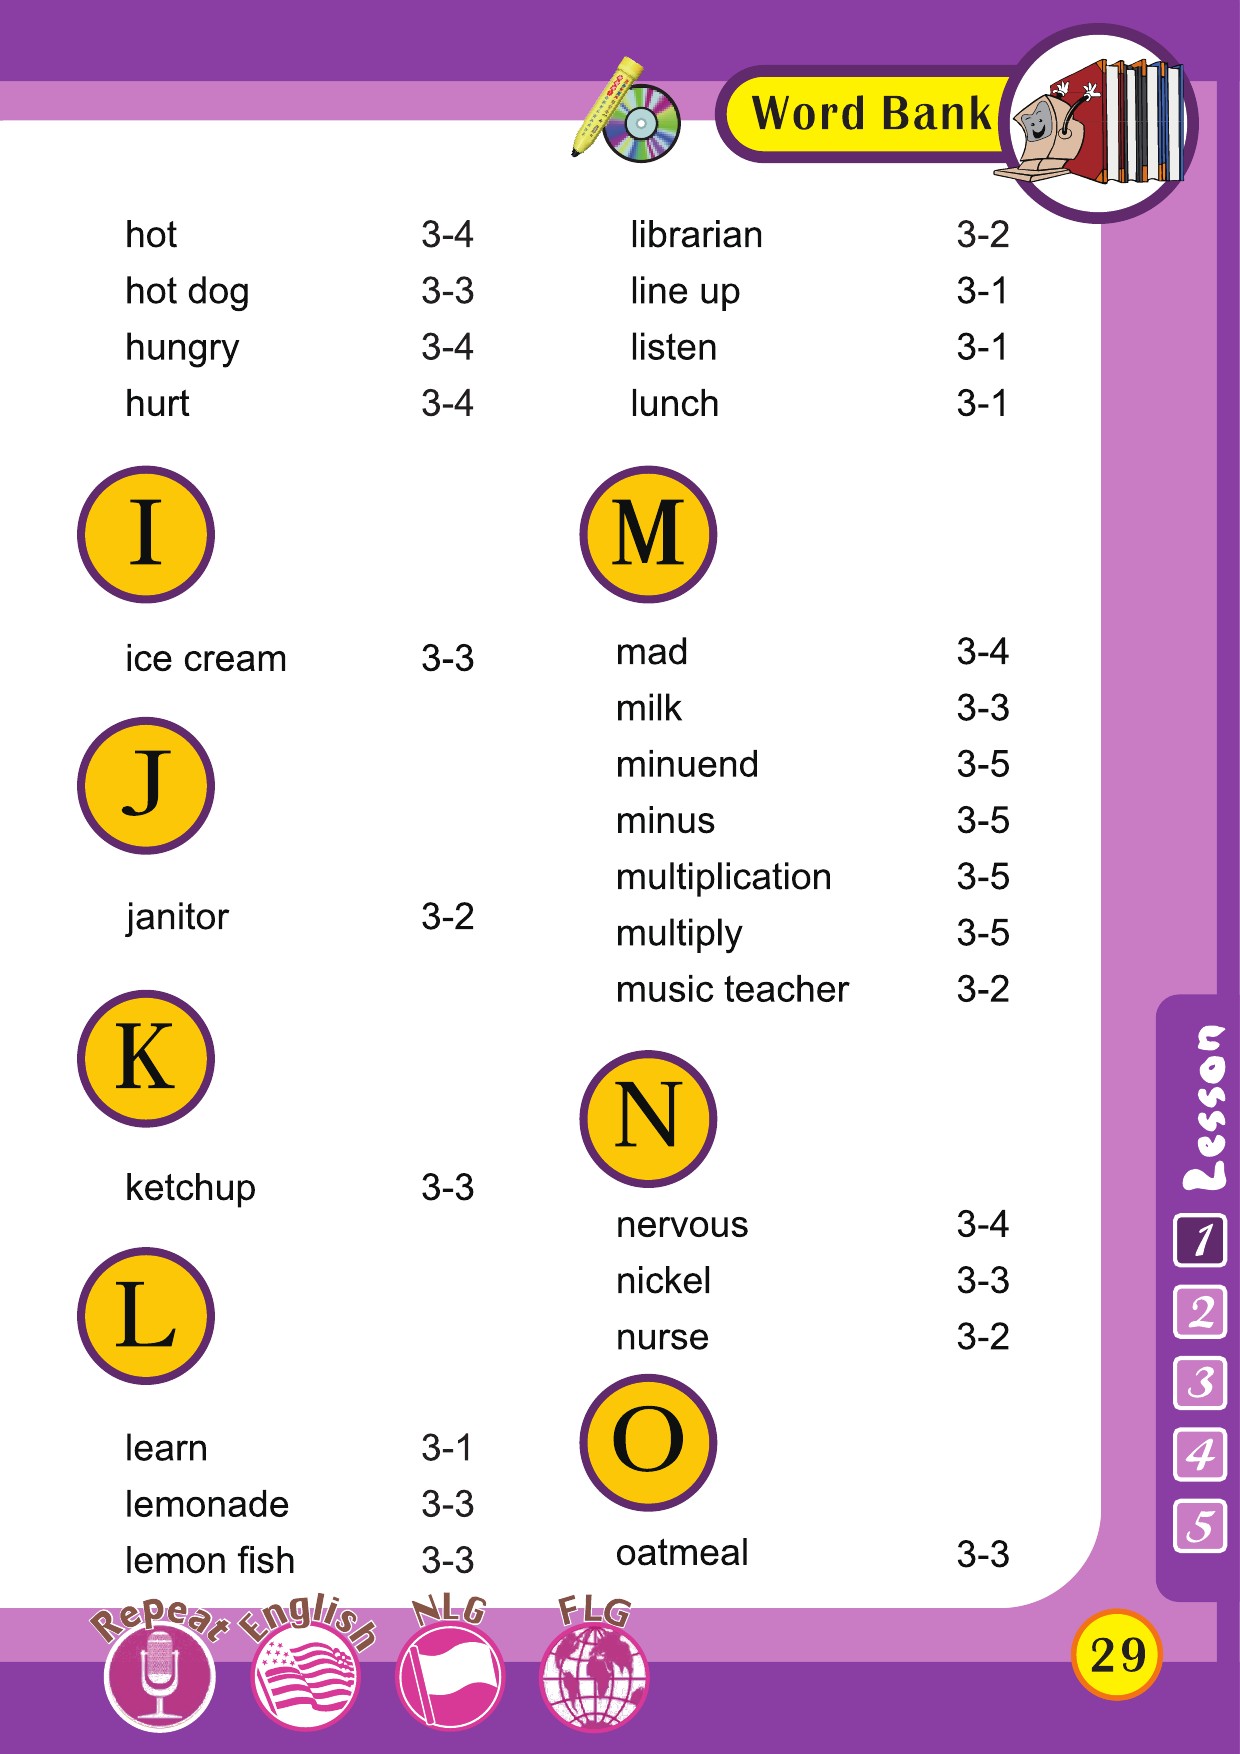 Word Bank
hot 3-4
hot dog 3-3
hungry 3-4
hurt 3-4
I
ice cream 3-3
J
janitor 3-2
K
ketchup 3-3
L
learn 3-1
lemonade 3-3
lemon fish 3-3
librarian 3-2
line up 3-1
listen 3-1
lunch 3-1
M
mad 3-4
milk 3-3
minuend 3-5
minus 3-5
multiplication 3-5
multiply 3-5
music teacher 3-2
N
nervous 3-4
nickel 3-3
nurse 3-2
O
oatmeal 3-3
Lesson
1
2
3
4
5
Repeat
English
NLG
FLG
29